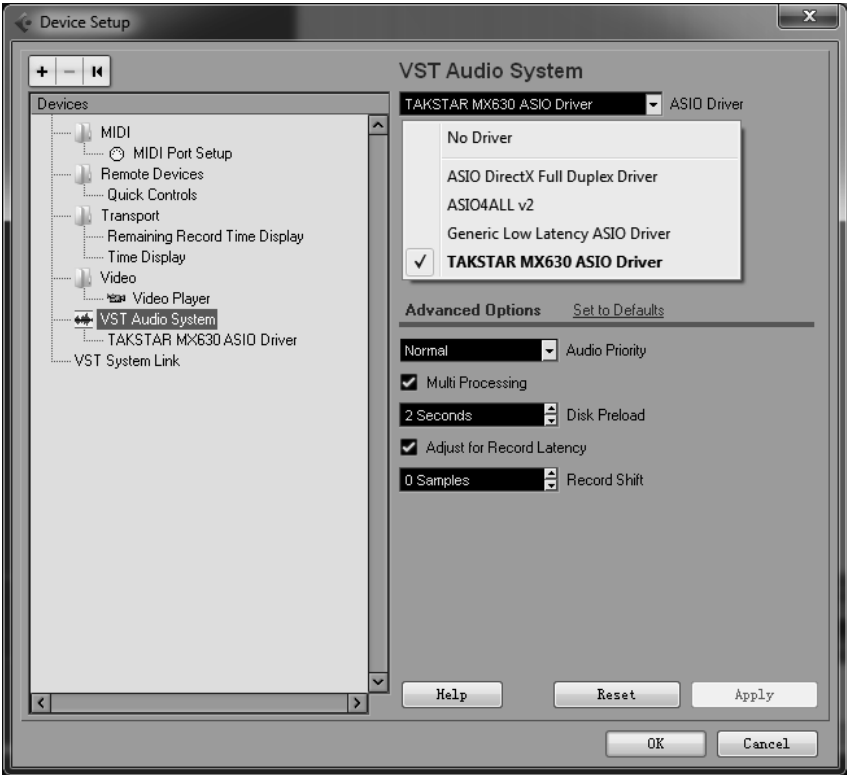 Device Setup
x
+ –
Devices
MIDI
MIDI Port Setup
Remote Devices
Quick Controls
Transport
Remaining Record Time Display
Time Display
Video
Video Player
VST Audio System
TAKSTAR MX630 ASIO Driver
VST System Link
VST Audio System
TAKSTAR MX630 ASIO Driver ASIO Driver
No Driver
ASIO DirectX Full Duplex Driver
ASIO4ALL v2
Generic Low Latency ASIO Driver
✓ TAKSTAR MX630 ASIO Driver
Advanced Options Set to Defaults
Normal Audio Priority
Multi Processing
2 Seconds Disk Preload
Adjust for Record Latency
0 Samples Record Shift
Help Reset Apply
OK Cancel